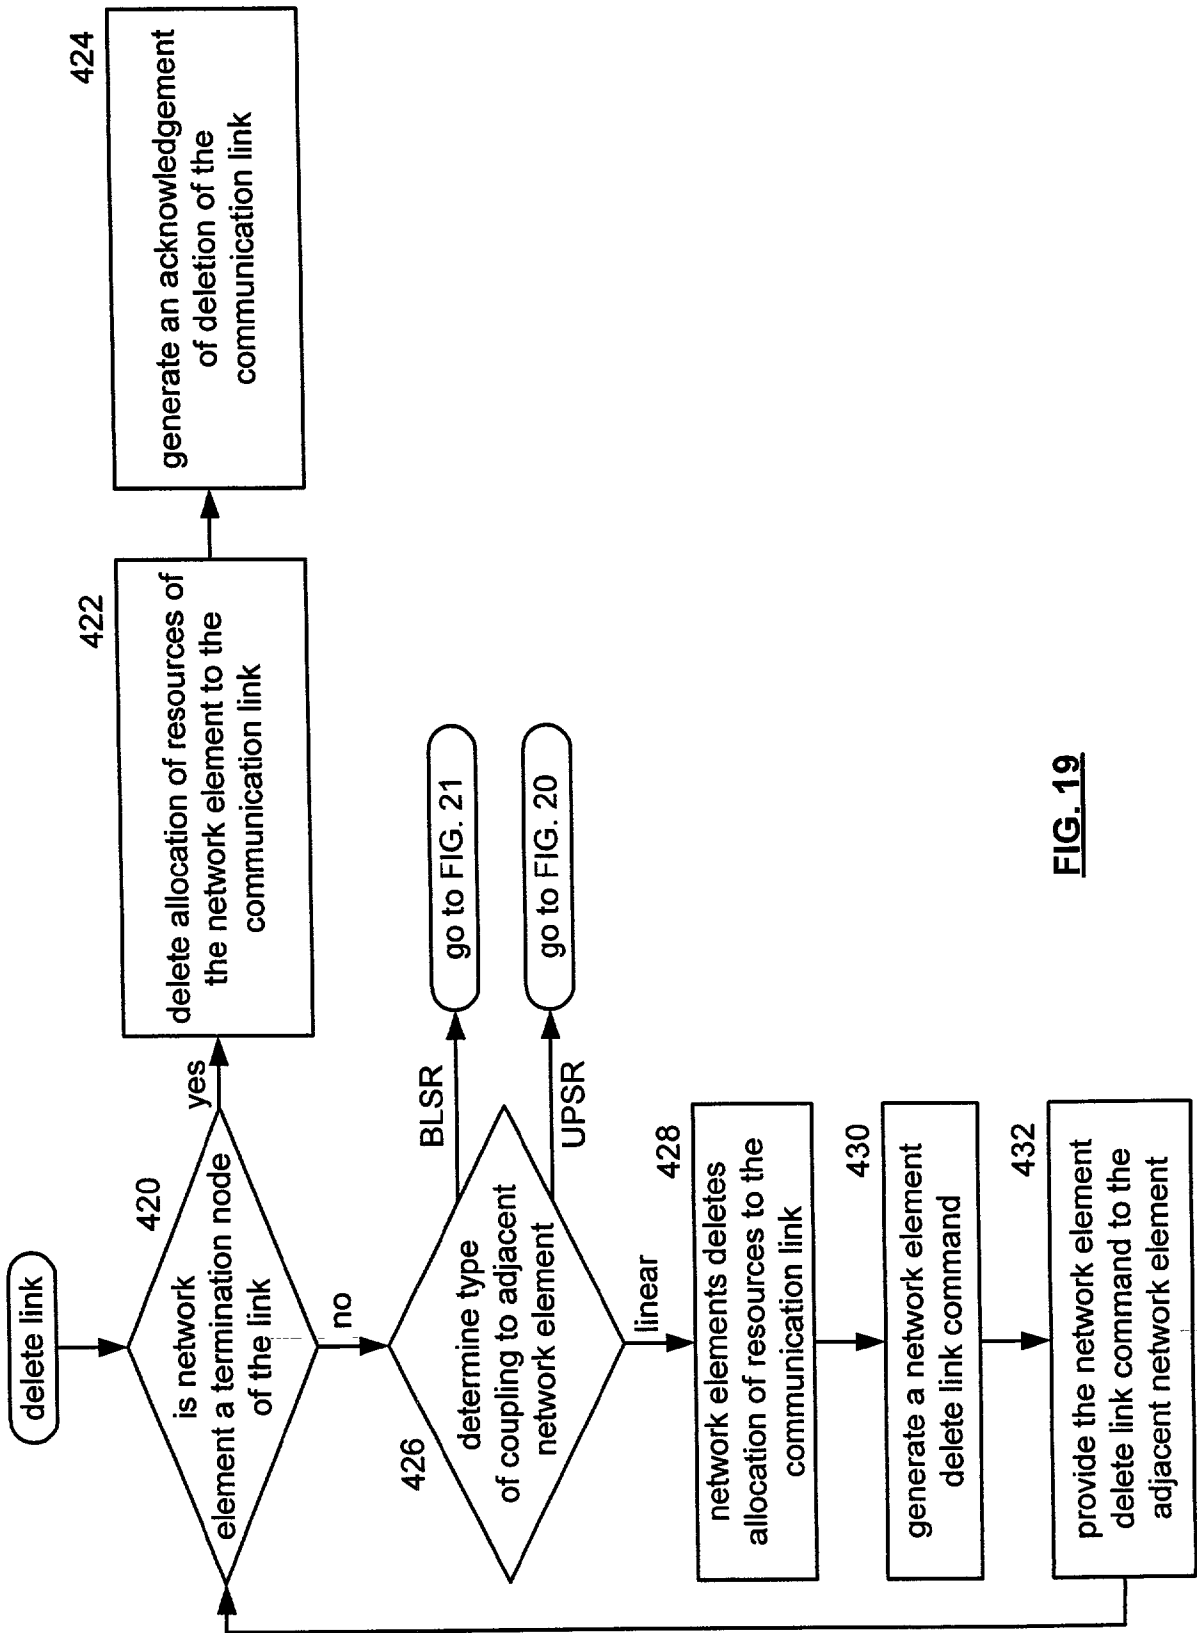 delete link
420
is network
element a termination node
of the link
yes
422
delete allocation of resources of
the network element to the
communication link
424
generate an acknowledgement
of deletion of the
communication link
no
426
determine type
of coupling to adjacent
network element
BLSR
go to FIG. 21
UPSR
go to FIG. 20
linear
428
network elements deletes
allocation of resources to the
communication link
430
generate a network element
delete link command
432
provide the network element
delete link command to the
adjacent network element
FIG. 19